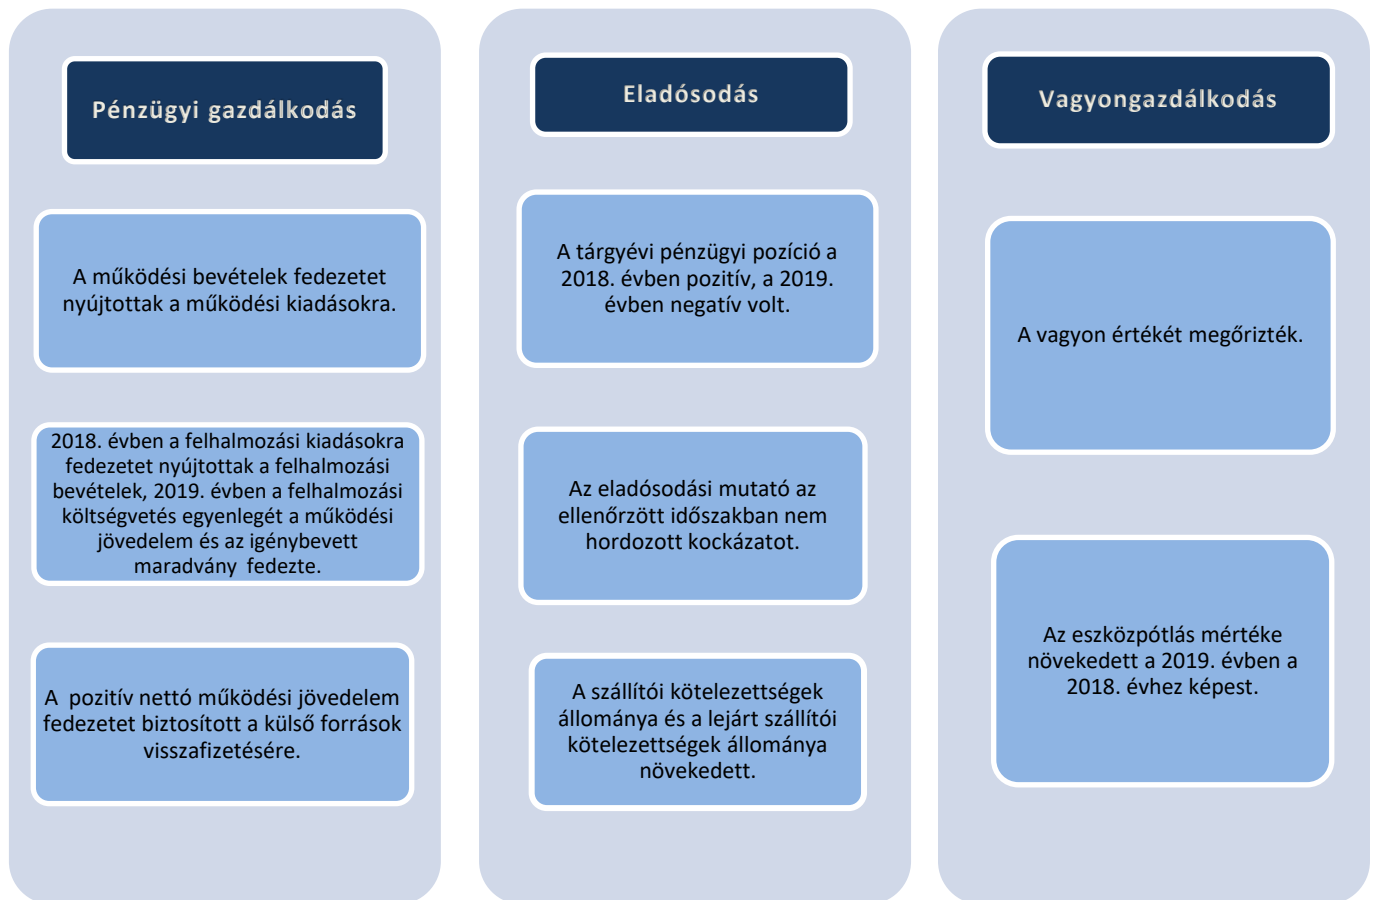 Pénzügyi gazdálkodás
A működési bevételek fedezetet
nyújtottak a működési kiadásokra.
2018. évben a felhalmozási kiadásokra
fedezetet nyújtottak a felhalmozási
bevételek, 2019. évben a felhalmozási
költségvetés egyenlegét a működési
jövedelem és az igénybevett
maradvány fedezte.
A pozitív nettó működési jövedelem
fedezetet biztosított a külső források
visszafizetésére.
Eladósodás
A tárgyévi pénzügyi pozíció a
2018. évben pozitív, a 2019.
évben negatív volt.
Az eladósodási mutató az
ellenőrzött időszakban nem
hordozott kockázatot.
A szállítói kötelezettségek
állománya és a lejárt szállítói
kötelezettségek állománya
növekedett.
Vagyongazdálkodás
A vagyon értékét megőrizték.
Az eszközpótlás mértéke
növekedett a 2019. évben a
2018. évhez képest.